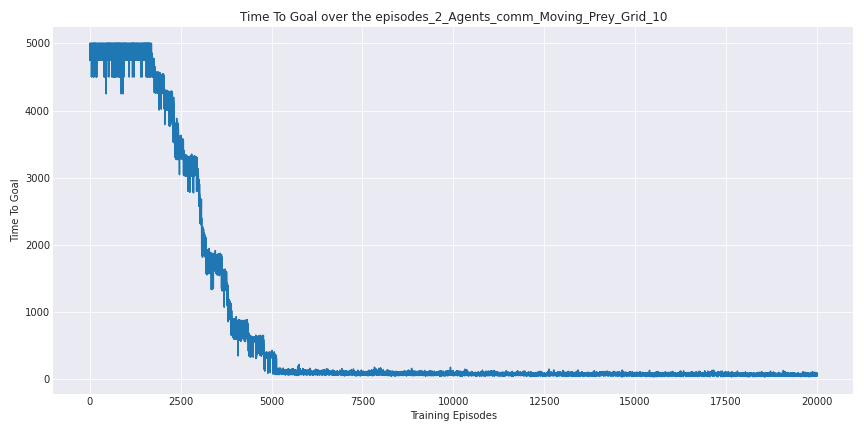 Time To Goal over the episodes_2_Agents_comm_Moving_Prey_Grid_10
5000
4000
3000
2000
1000
0
Time To Goal
0 2500 5000 7500 10000 12500 15000 17500 20000
Training Episodes